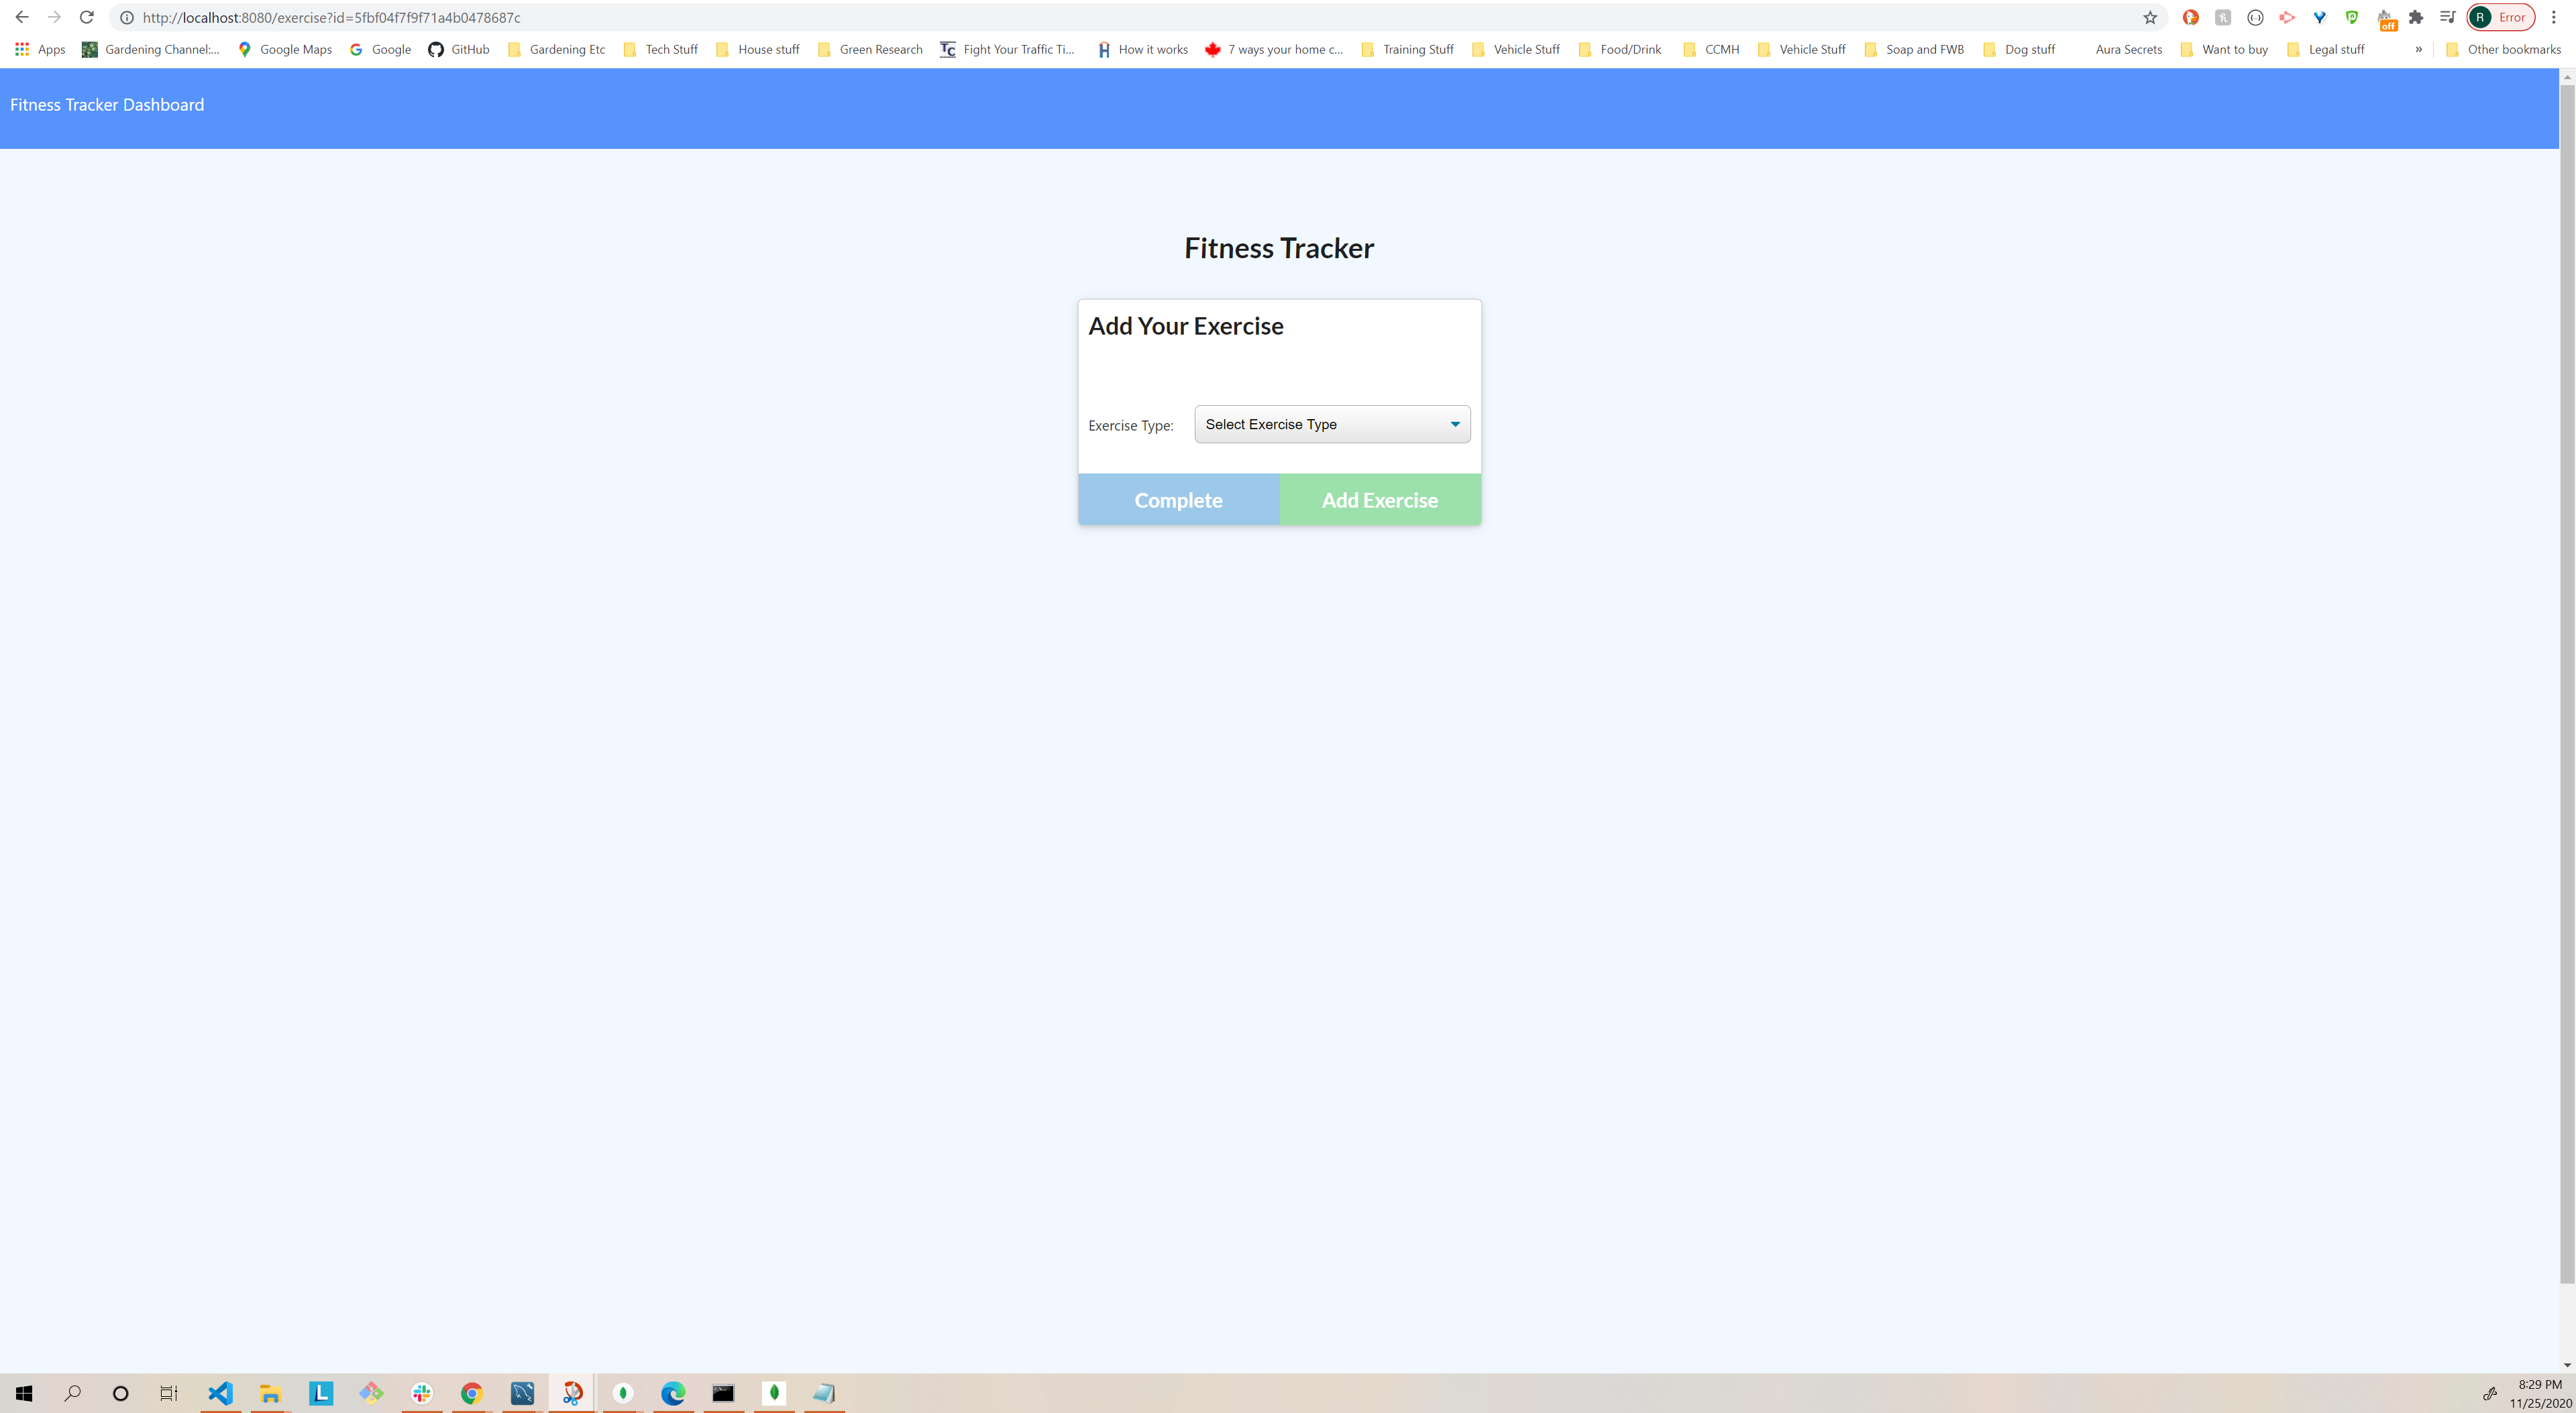 http://localhost:8080/exercise?id=5fbf04f7f9f71a4b0478687c R Error
Apps Gardening Channel:... Google Maps Google GitHub Gardening Etc Tech Stuff House stuff Green Research TC Fight Your Traffic Ti... How it works 7 ways your home c... Training Stuff Vehicle Stuff Food/Drink CCMH Vehicle Stuff Soap and FWB Dog stuff Aura Secrets Want to buy Legal stuff » Other bookmarks
off
Fitness Tracker Dashboard
Fitness Tracker
Add Your Exercise
Exercise Type: Select Exercise Type
Complete Add Exercise
L
8:29 PM
11/25/2020